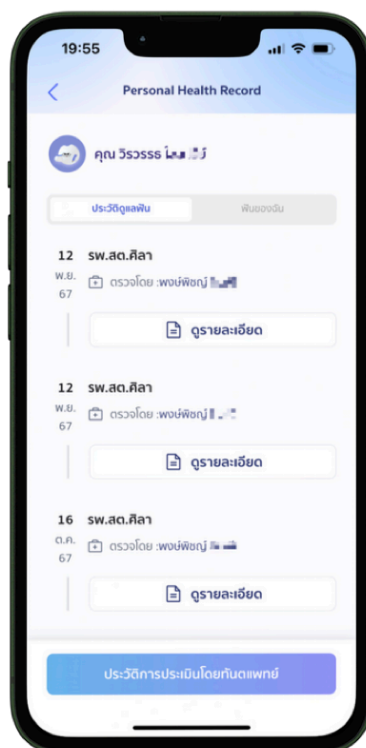 19:55
Personal Health Record
คุณ วิรวรรธ
ประวัติดูแลฟัน
ฟันของฉัน
12 รพ.สต.ศิลา
พ.ย. ตรวจโดย :พงษ์พิชญ์
67
ดูรายละเอียด
12 รพ.สต.ศิลา
พ.ย. ตรวจโดย :พงษ์พิชญ์
67
ดูรายละเอียด
16 รพ.สต.ศิลา
ต.ค. ตรวจโดย :พงษ์พิชญ์
67
ดูรายละเอียด
ประวัติการประเมินโดยทันตแพทย์